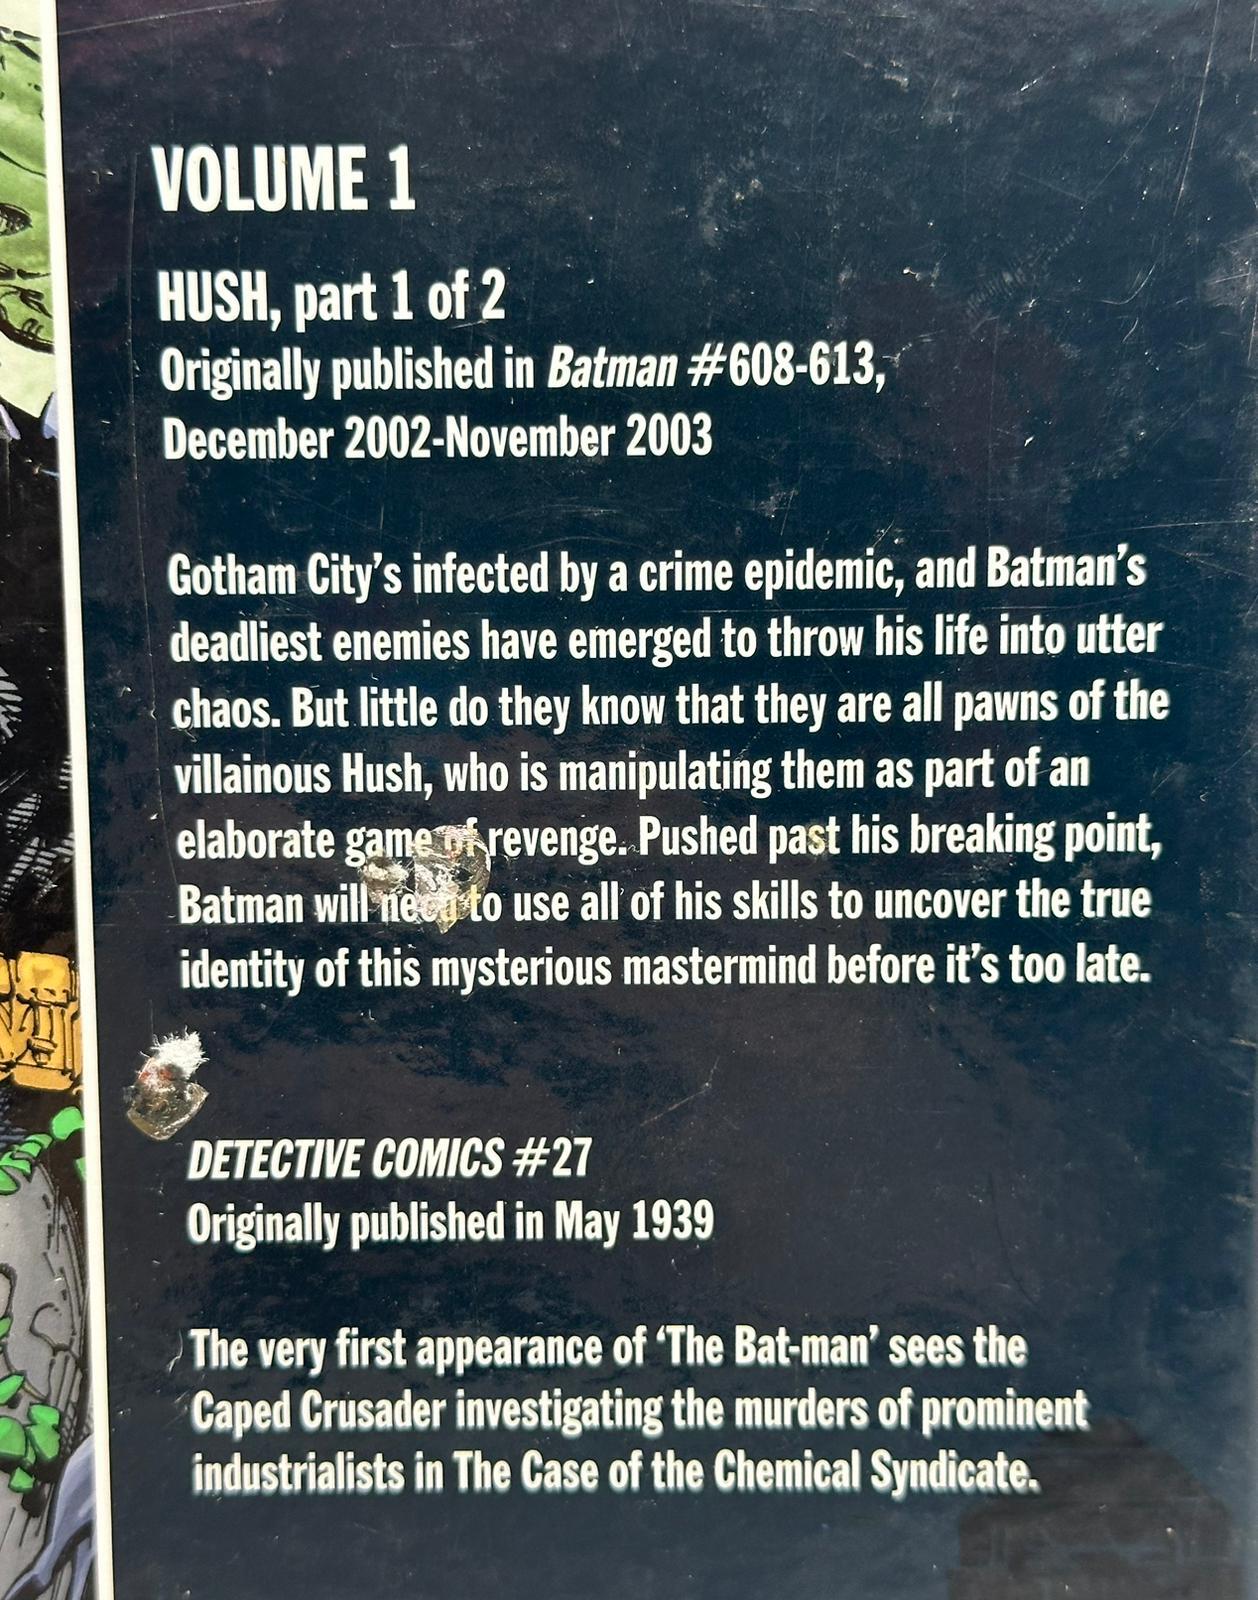 VOLUME 1
HUSH, part 1 of 2
Originally published in Batman #608-613,
December 2002-November 2003
Gotham City's infected by a crime epidemic, and Batman's
deadliest enemies have emerged to throw his life into utter
chaos. But little do they know that they are all pawns of the
villainous Hush, who is manipulating them as part of an
elaborate game of revenge. Pushed past his breaking point,
Batman will need to use all of his skills to uncover the true
identity of this mysterious mastermind before it's too late.
DETECTIVE COMICS #27
Originally published in May 1939
The very first appearance of ‘The Bat-man’ sees the
Caped Crusader investigating the murders of prominent
industrialists in The Case of the Chemical Syndicate.